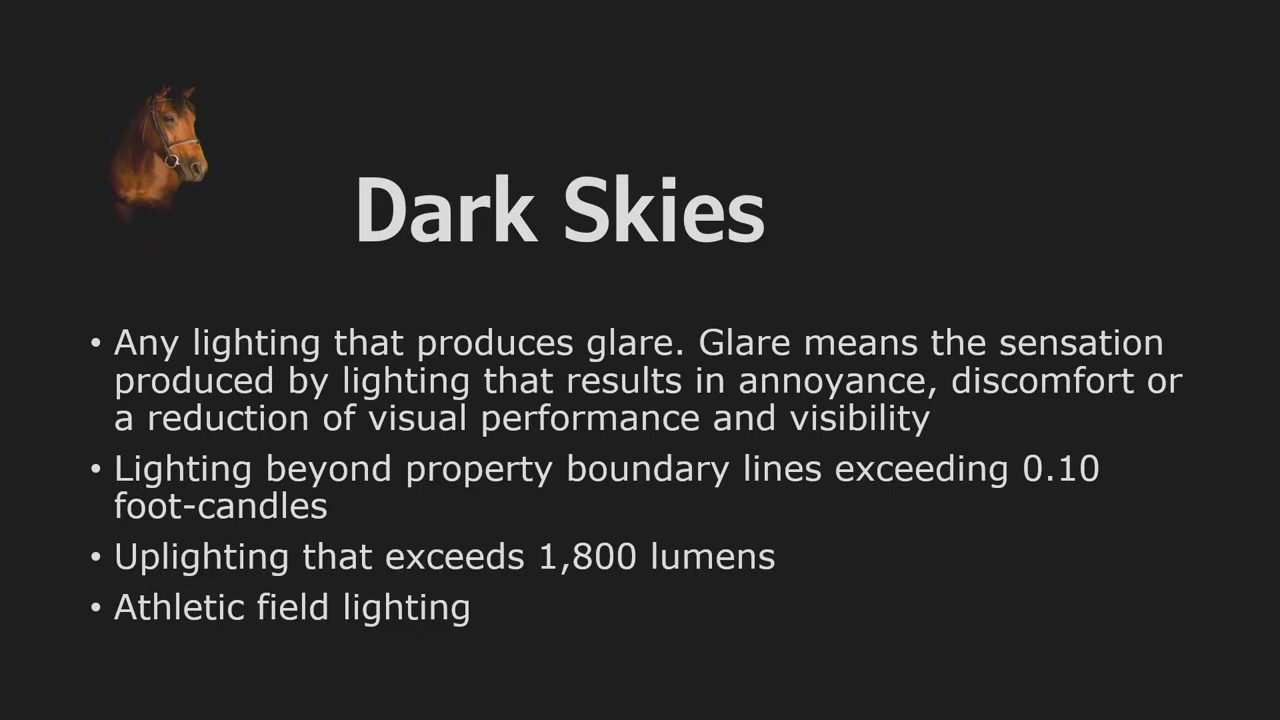 Dark Skies
• Any lighting that produces glare. Glare means the sensation
produced by lighting that results in annoyance, discomfort or
a reduction of visual performance and visibility
• Lighting beyond property boundary lines exceeding 0.10
foot-candles
• Uplighting that exceeds 1,800 lumens
• Athletic field lighting